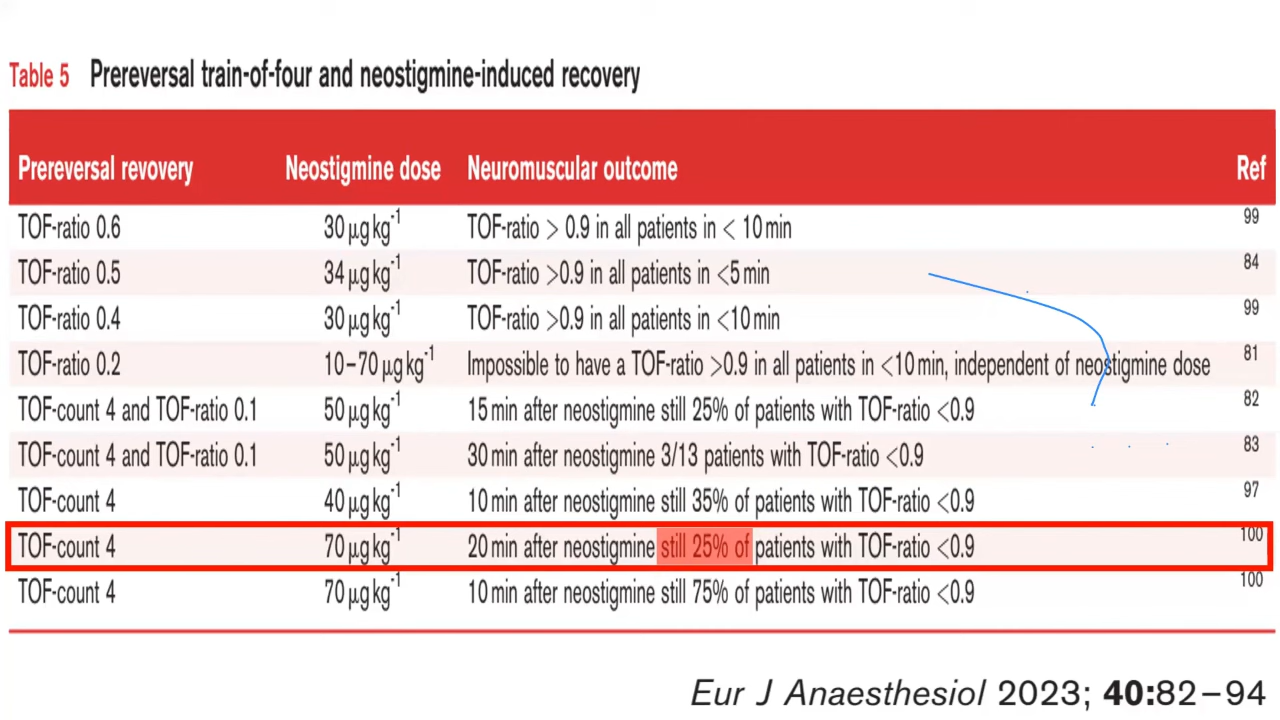 Table 5 Prereversal train-of-four and neostigmine-induced recovery
Prereversal revovery Neostigmine dose Neuromuscular outcome Ref
TOF-ratio 0.6 30 μg kg-1 TOF-ratio > 0.9 in all patients in < 10 min 99
TOF-ratio 0.5 34 μg kg-1 TOF-ratio >0.9 in all patients in <5 min 84
TOF-ratio 0.4 30 μg kg-1 TOF-ratio >0.9 in all patients in <10 min 99
TOF-ratio 0.2 10–70 μg kg-1 Impossible to have a TOF-ratio >0.9 in all patients in <10 min, independent of neostigmine dose 81
TOF-count 4 and TOF-ratio 0.1 50 μg kg-1 15 min after neostigmine still 25% of patients with TOF-ratio <0.9 82
TOF-count 4 and TOF-ratio 0.1 50 μg kg-1 30 min after neostigmine 3/13 patients with TOF-ratio <0.9 83
TOF-count 4 40 μg kg-1 10 min after neostigmine still 35% of patients with TOF-ratio <0.9 97
TOF-count 4 70 μg kg-1 20 min after neostigmine still 25% of patients with TOF-ratio <0.9 100
TOF-count 4 70 μg kg-1 10 min after neostigmine still 75% of patients with TOF-ratio <0.9 100
Eur J Anaesthesiol 2023; 40:82–94